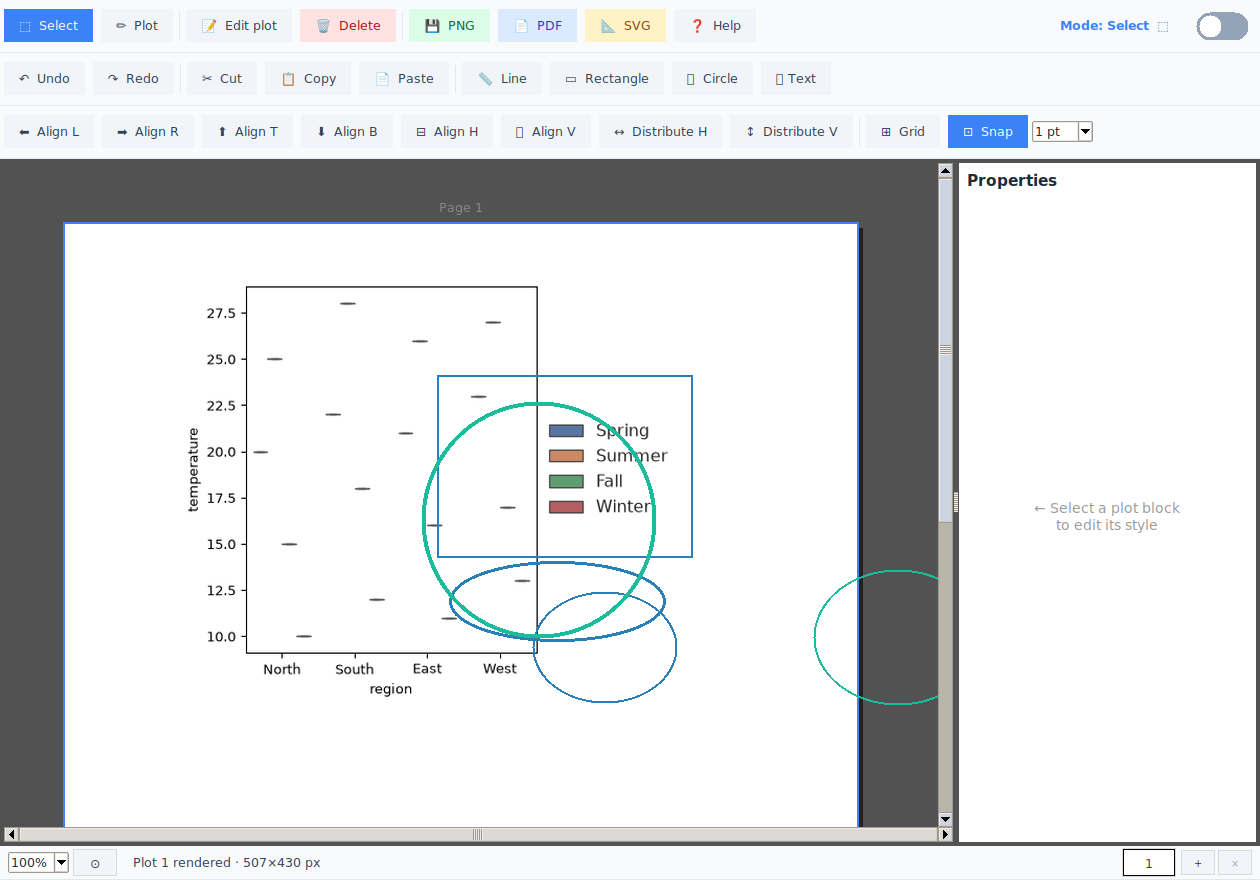 Select Plot Edit plot Delete PNG PDF SVG Help Mode: Select
Undo Redo Cut Copy Paste Line Rectangle Circle Text
Align L Align R Align T Align B Align H Align V Distribute H Distribute V Grid Snap 1 pt
Properties
Page 1
27.5
25.0
22.5
20.0
17.5
15.0
12.5
10.0
temperature
Spring
Summer
Fall
Winter
North South East West
region
← Select a plot block
to edit its style
100% Plot 1 rendered · 507×430 px 1 + ×